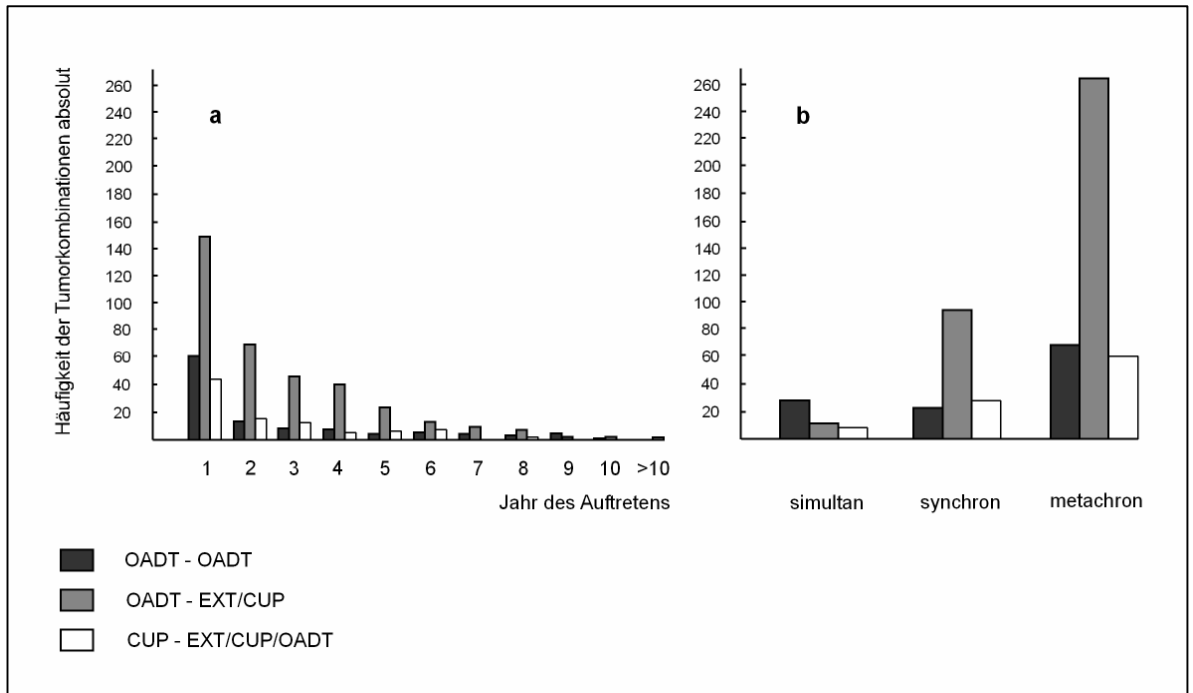 Häufigkeit der Tumorkombinationen absolut
a
260
240
220
200
180
160
140
120
100
80
60
40
20
1 2 3 4 5 6 7 8 9 10 >10
Jahr des Auftretens
b
260
240
220
200
180
160
140
120
100
80
60
40
20
simultan synchron metachron
OADT - OADT
OADT - EXT/CUP
CUP - EXT/CUP/OADT